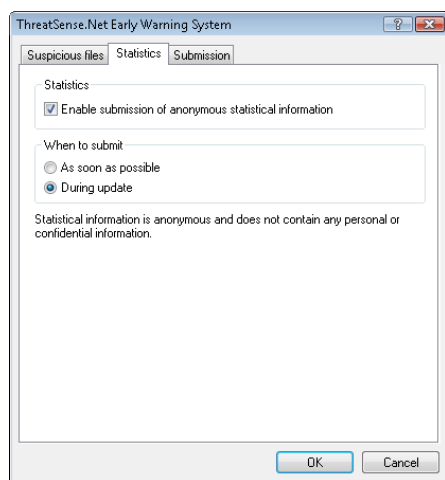 ThreatSense.Net Early Warning System
Suspicious files Statistics Submission
Statistics
Enable submission of anonymous statistical information
When to submit
As soon as possible
During update
Statistical information is anonymous and does not contain any personal or
confidential information.
OK Cancel